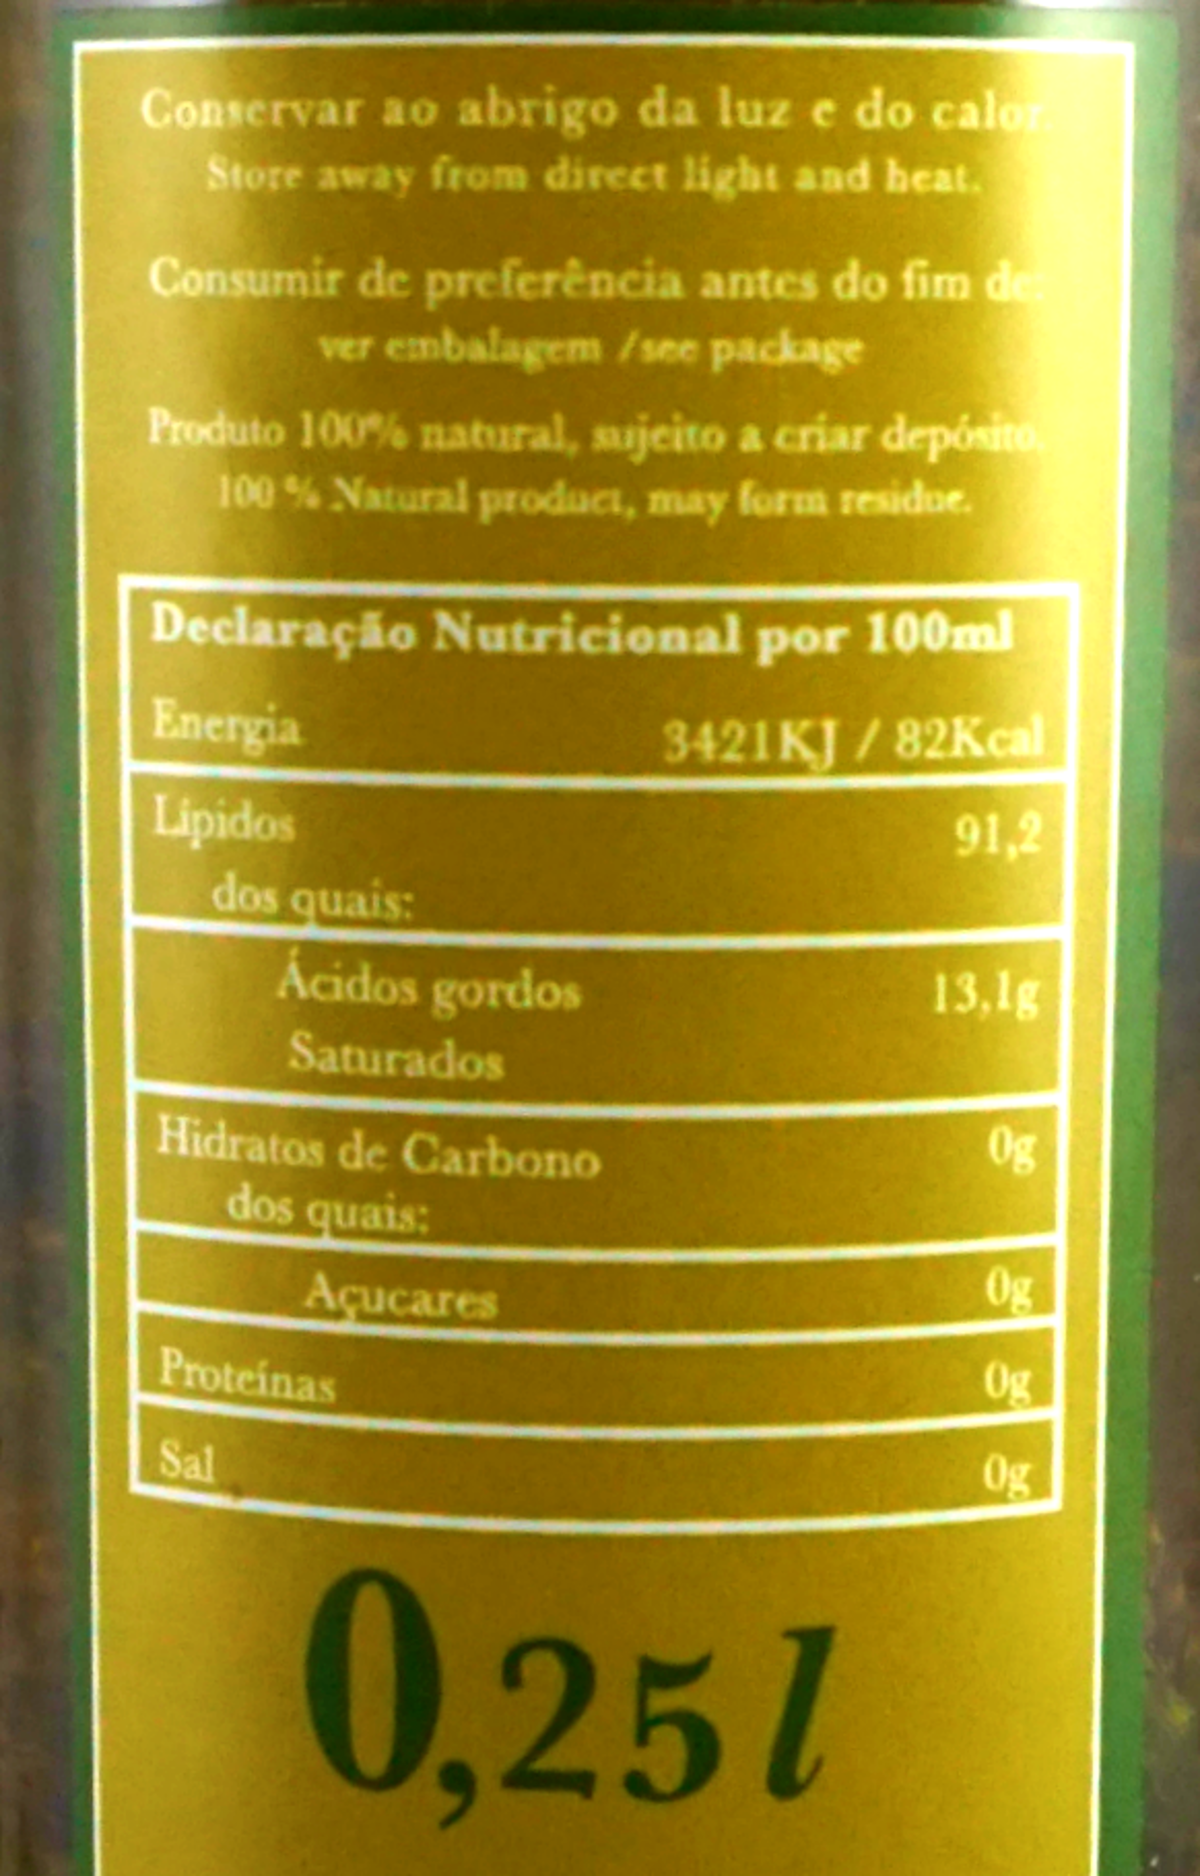 Conservar ao abrigo da luz e do calor.
Store away from direct light and heat.
Consumir de preferência antes do fim de:
ver embalagem /see package
Produto 100% natural, sujeito a criar depósito.
100 % Natural product, may form residue.
Declaração Nutricional por 100ml
Energia 3421KJ / 82Kcal
Lípidos 91,2
dos quais:
Ácidos gordos 13,1g
Saturados
Hidratos de Carbono 0g
dos quais:
Açucares 0g
Proteínas 0g
Sal 0g
0,25 l